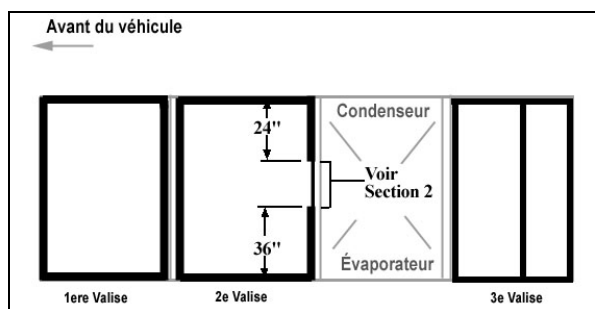 Avant du véhicule
Condenseur
24"
Voir
Section 2
36"
Évaporateur
1ere Valise
2e Valise
3e Valise